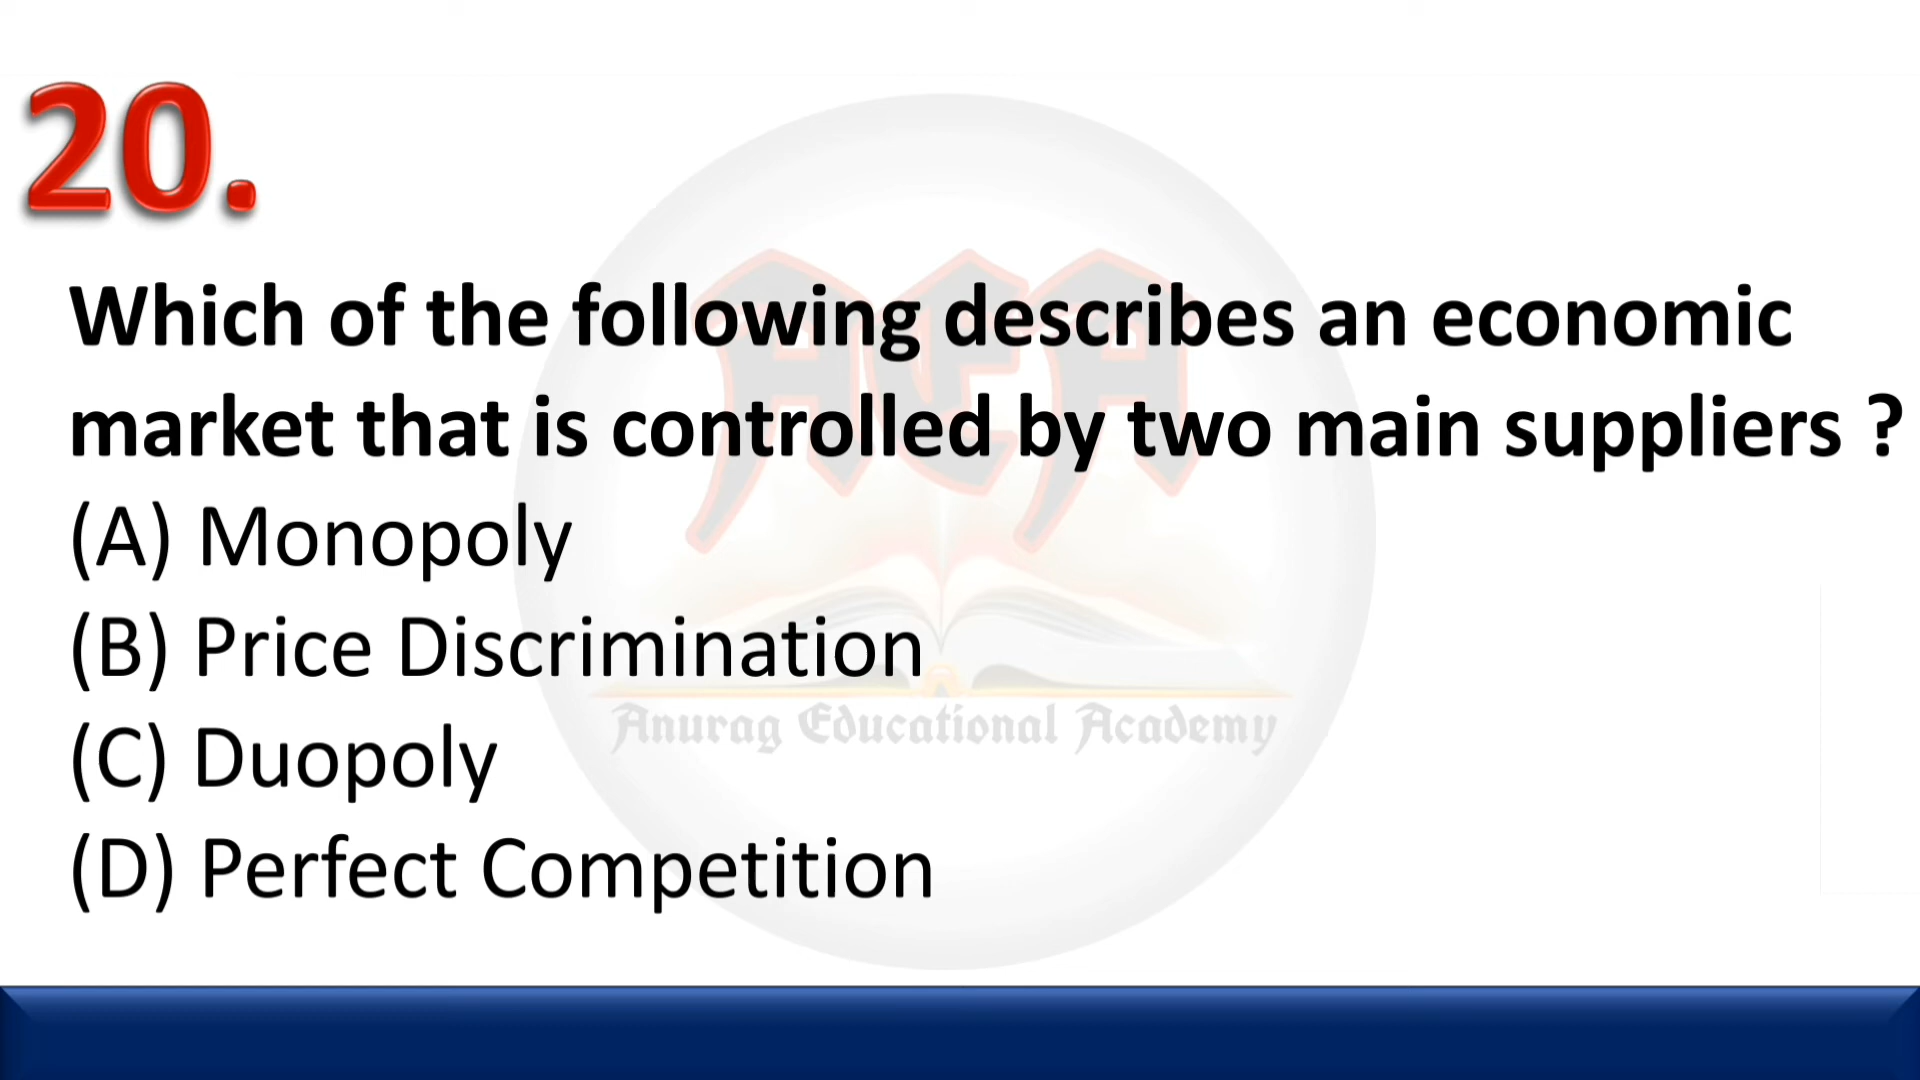 20.
Which of the following describes an economic
market that is controlled by two main suppliers ?
(A) Monopoly
(B) Price Discrimination
(C) Duopoly
(D) Perfect Competition
AEA
Anurag Educational Academy